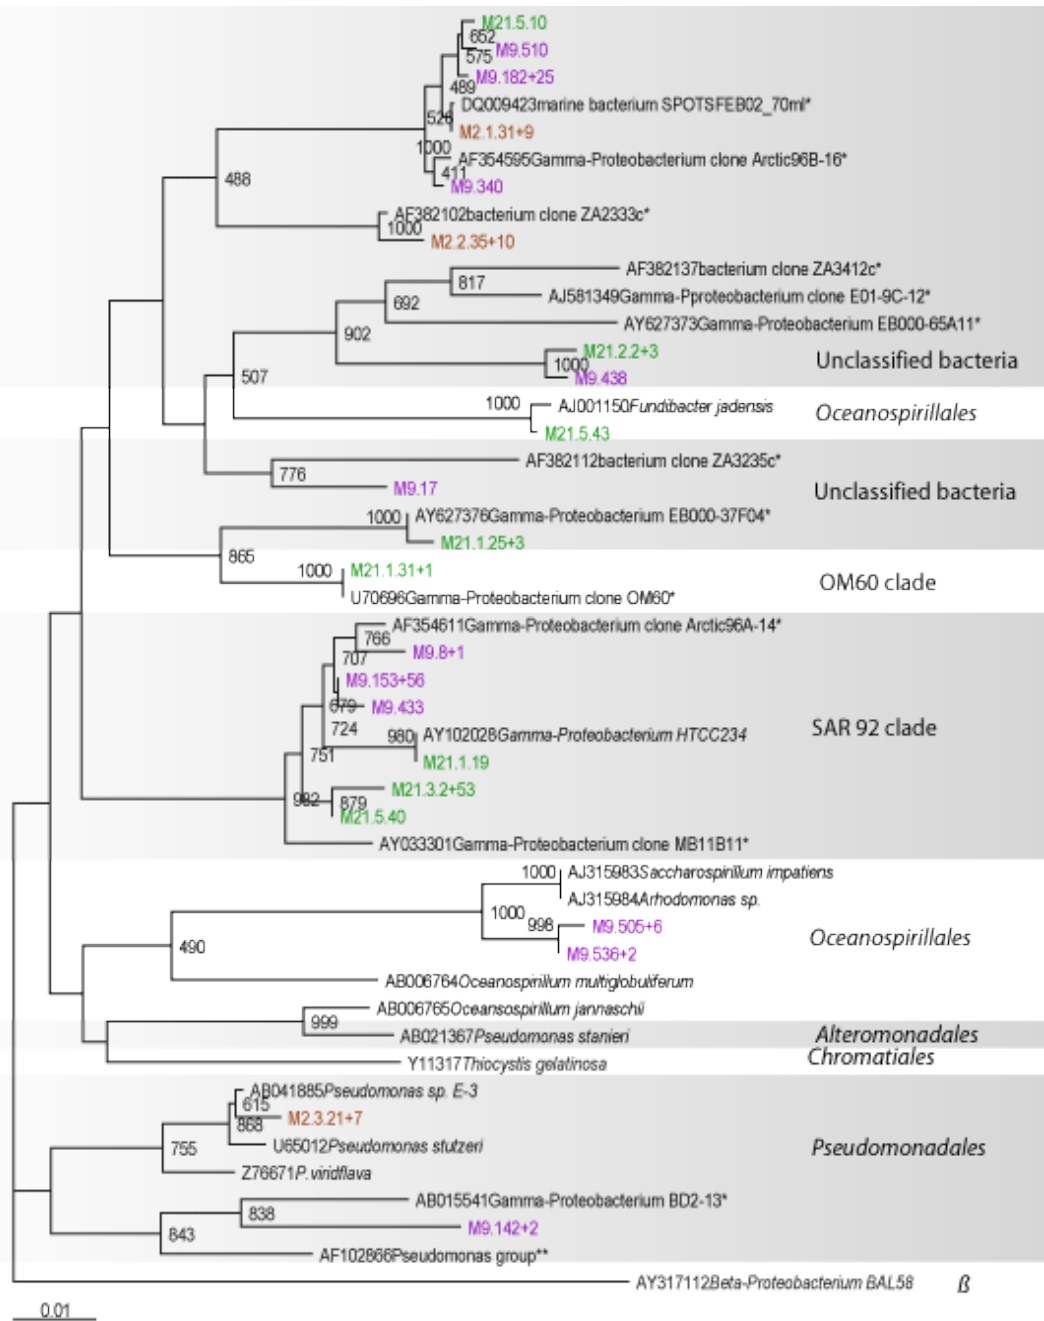 M21.5.10
652
M9.510
575
M9.182+25
489
DQ009423marine bacterium SPOTSFEB02_70ml*
526
M2.1.31+9
1000
AF354595Gamma-Proteobacterium clone Arctic96B-16*
411
M9.340
488
AF382102bacterium clone ZA2333c*
1000
M2.2.35+10
AF382137bacterium clone ZA3412c*
817
AJ581349Gamma-Pproteobacterium clone E01-9C-12*
692
AY627373Gamma-Proteobacterium EB000-65A11*
902
M21.2.2+3
1000
Unclassified bacteria
M9.438
507
1000
AJ001150Fundibacter jadensis
Oceanospirillales
M21.5.43
AF382112bacterium clone ZA3235c*
776
M9.17
Unclassified bacteria
1000
AY627376Gamma-Proteobacterium EB000-37F04*
M21.1.25+3
865
1000
M21.1.31+1
OM60 clade
U70696Gamma-Proteobacterium clone OM60*
AF354611Gamma-Proteobacterium clone Arctic96A-14*
766
M9.8+1
707
M9.153+56
679
M9.433
724
SAR 92 clade
980
AY102028Gamma-Proteobacterium HTCC234
751
M21.1.19
M21.3.2+53
982
879
M21.5.40
AY033301Gamma-Proteobacterium clone MB11B11*
1000
AJ315983Saccharospirillum impatiens
AJ315984Arhodomonas sp.
1000
998
M9.505+6
Oceanospirillales
490
M9.536+2
AB006764Oceanospirillum multiglobuliferum
AB006765Oceansospirillum jannaschii
999
AB021367Pseudomonas stanieri
Alteromonadales
Chromatiales
Y11317Thiocystis gelatinosa
AB041885Pseudomonas sp. E-3
615
M2.3.21+7
868
755
U65012Pseudomonas stutzeri
Pseudomonadales
Z76671P.viridflava
AB015541Gamma-Proteobacterium BD2-13*
838
M9.142+2
843
AF102866Pseudomonas group**
AY317112Beta-Proteobacterium BAL58
ß
0.01